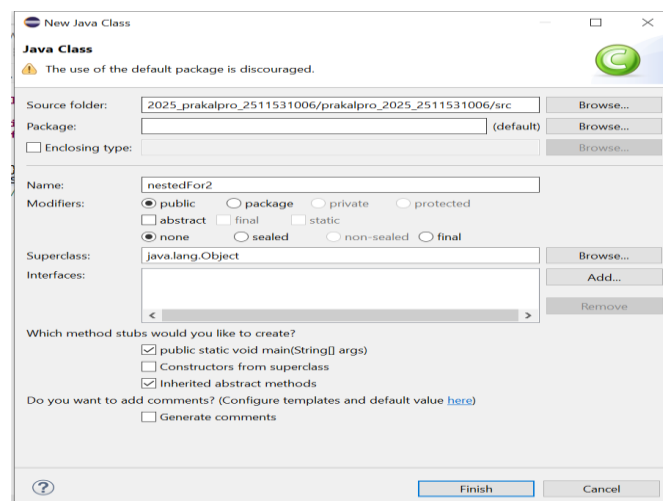 New Java Class
Java Class
The use of the default package is discouraged.
Source folder: 2025_prakalpro_2511531006/prakalpro_2025_2511531006/src Browse...
Package: (default) Browse...
Enclosing type: Browse...
Name: nestedFor2
Modifiers: public package private protected
abstract final static
none sealed non-sealed final
Superclass: java.lang.Object Browse...
Interfaces: Add...
Remove
Which method stubs would you like to create?
public static void main(String[] args)
Constructors from superclass
Inherited abstract methods
Do you want to add comments? (Configure templates and default value here)
Generate comments
? Finish Cancel